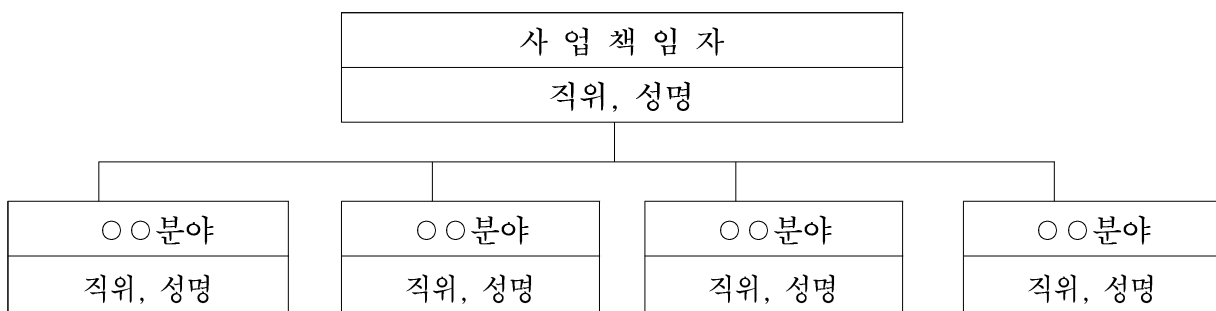 사 업 책 임 자
직위, 성명
○○분야
직위, 성명
○○분야
직위, 성명
○○분야
직위, 성명
○○분야
직위, 성명